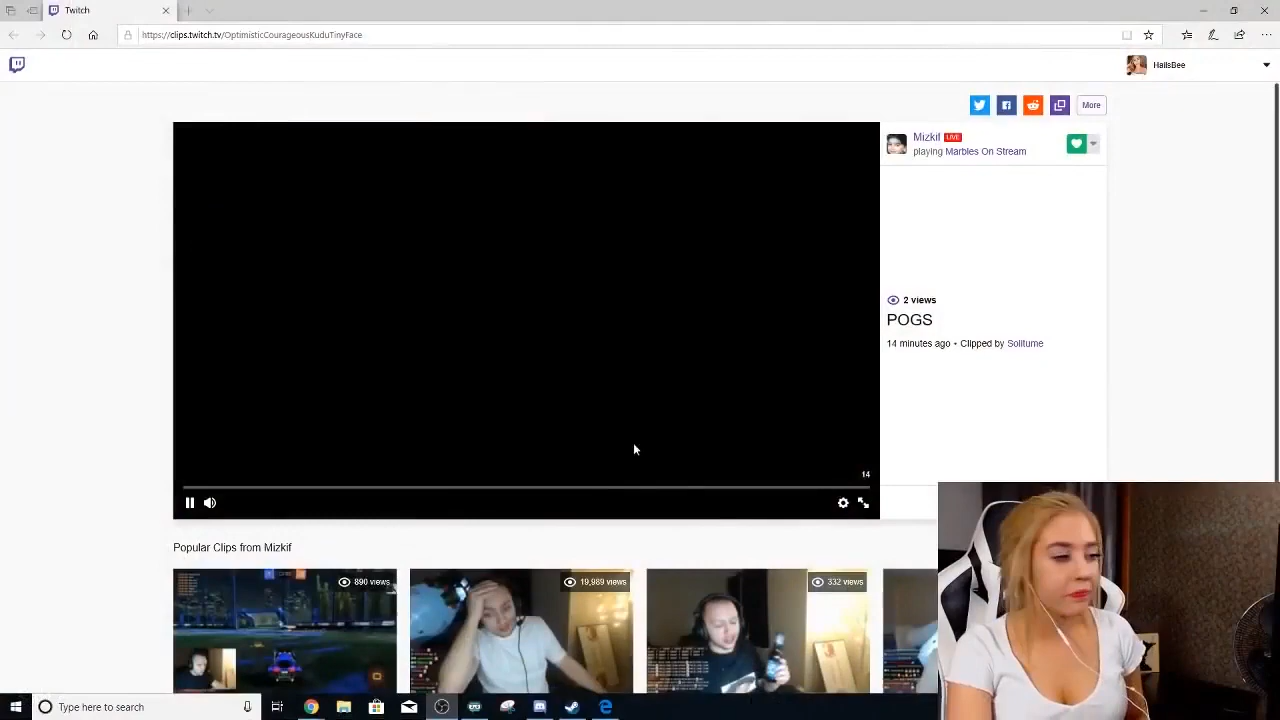 Twitch
https://clips.twitch.tv/OptimisticCourageousKuduTinyFace
HailsBee
More
Mizkif LIVE
playing Marbles On Stream
2 views
POGS
14 minutes ago • Clipped by Solitume
14
Popular Clips from Mizkif
890 views
19,989 views
332 views
Type here to search